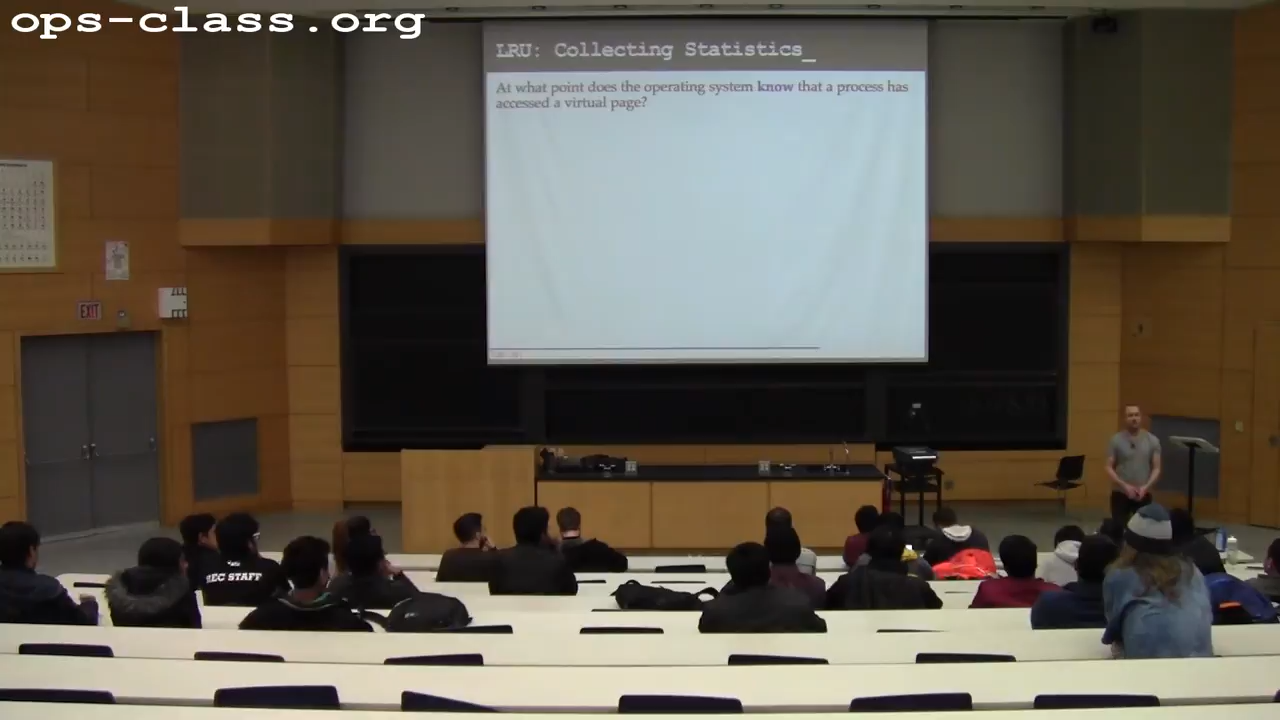 ops-class.org
LRU: Collecting Statistics_
At what point does the operating system know that a process has
accessed a virtual page?
EXIT
REC STAFF